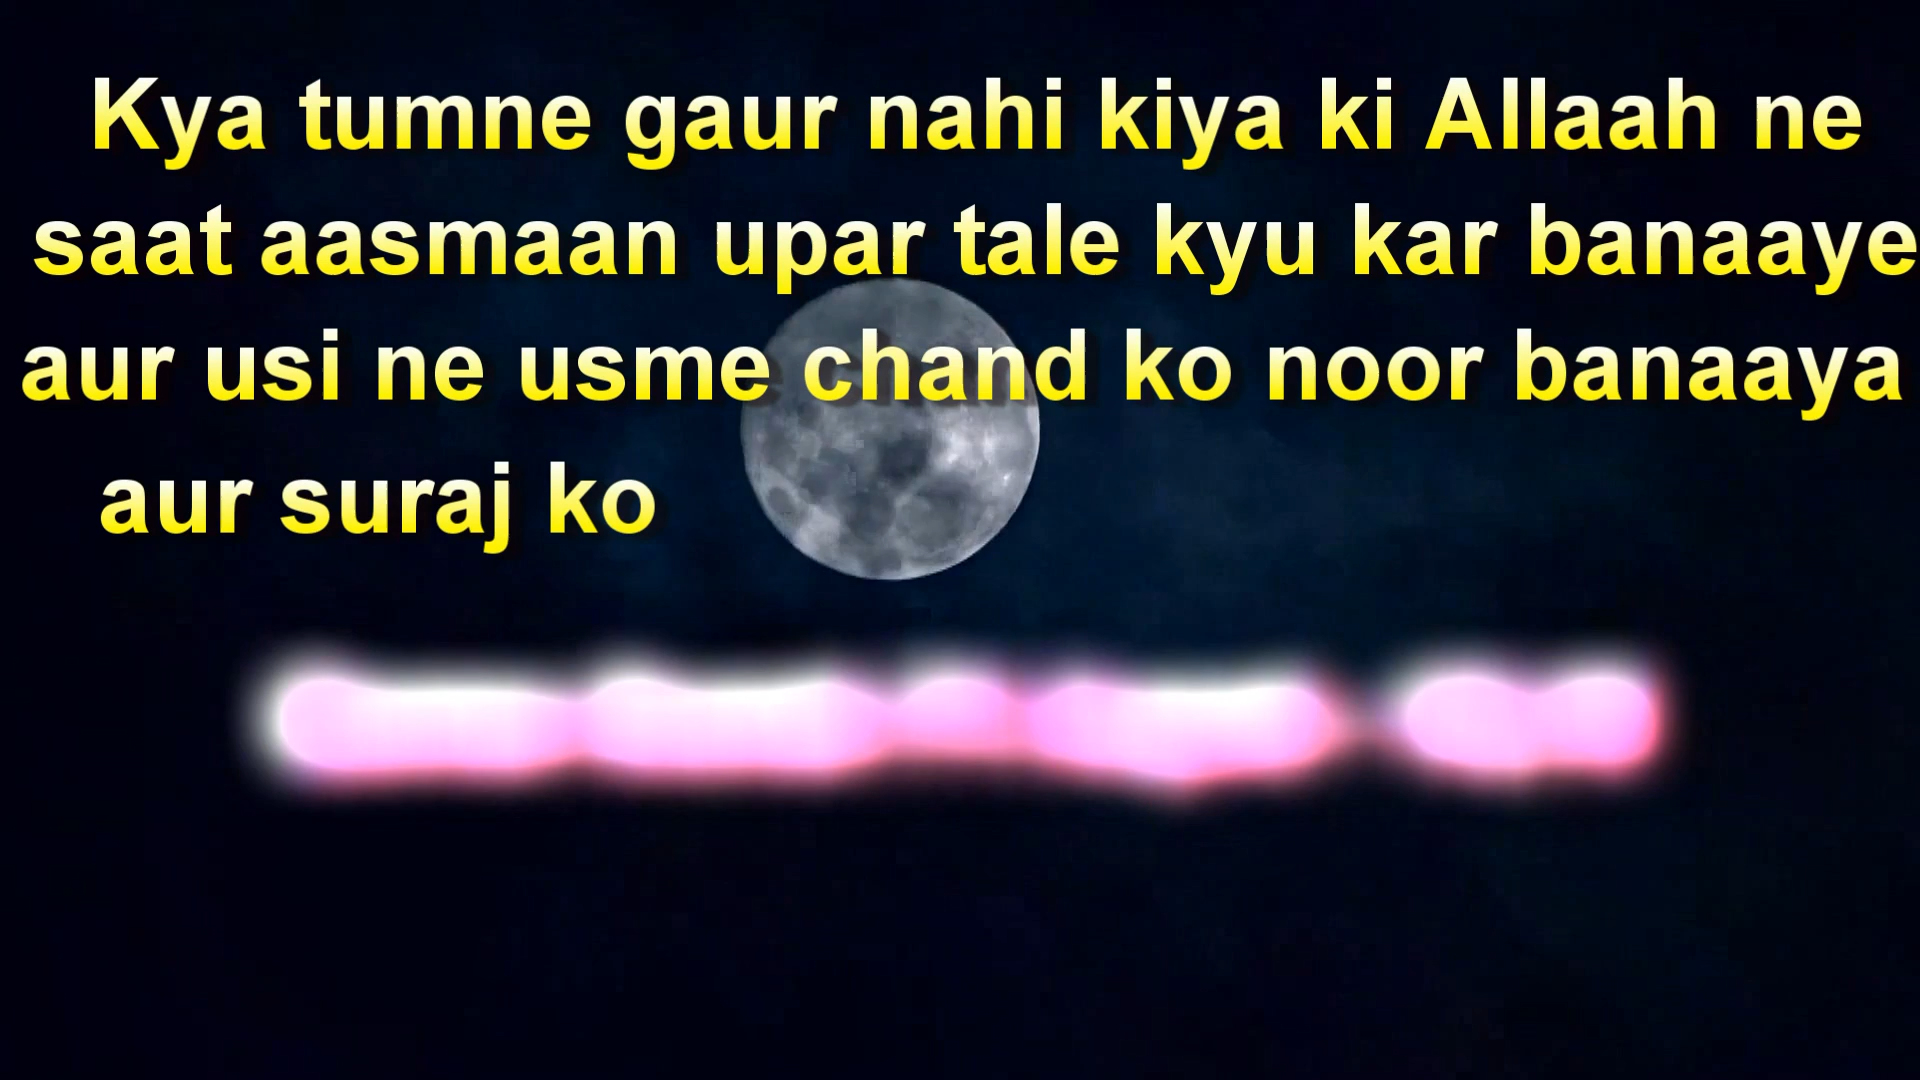 Kya tumne gaur nahi kiya ki Allaah ne
saat aasmaan upar tale kyu kar banaaye
aur usi ne usme chand ko noor banaaya
aur suraj ko